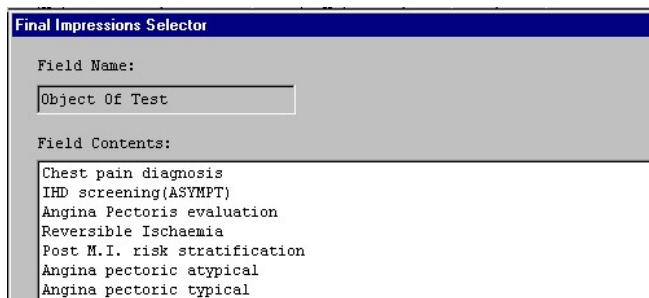 Final Impressions Selector
Field Name:
Object Of Test
Field Contents:
Chest pain diagnosis
IHD screening(ASYMPT)
Angina Pectoris evaluation
Reversible Ischaemia
Post M.I. risk stratification
Angina pectoric atypical
Angina pectoric typical